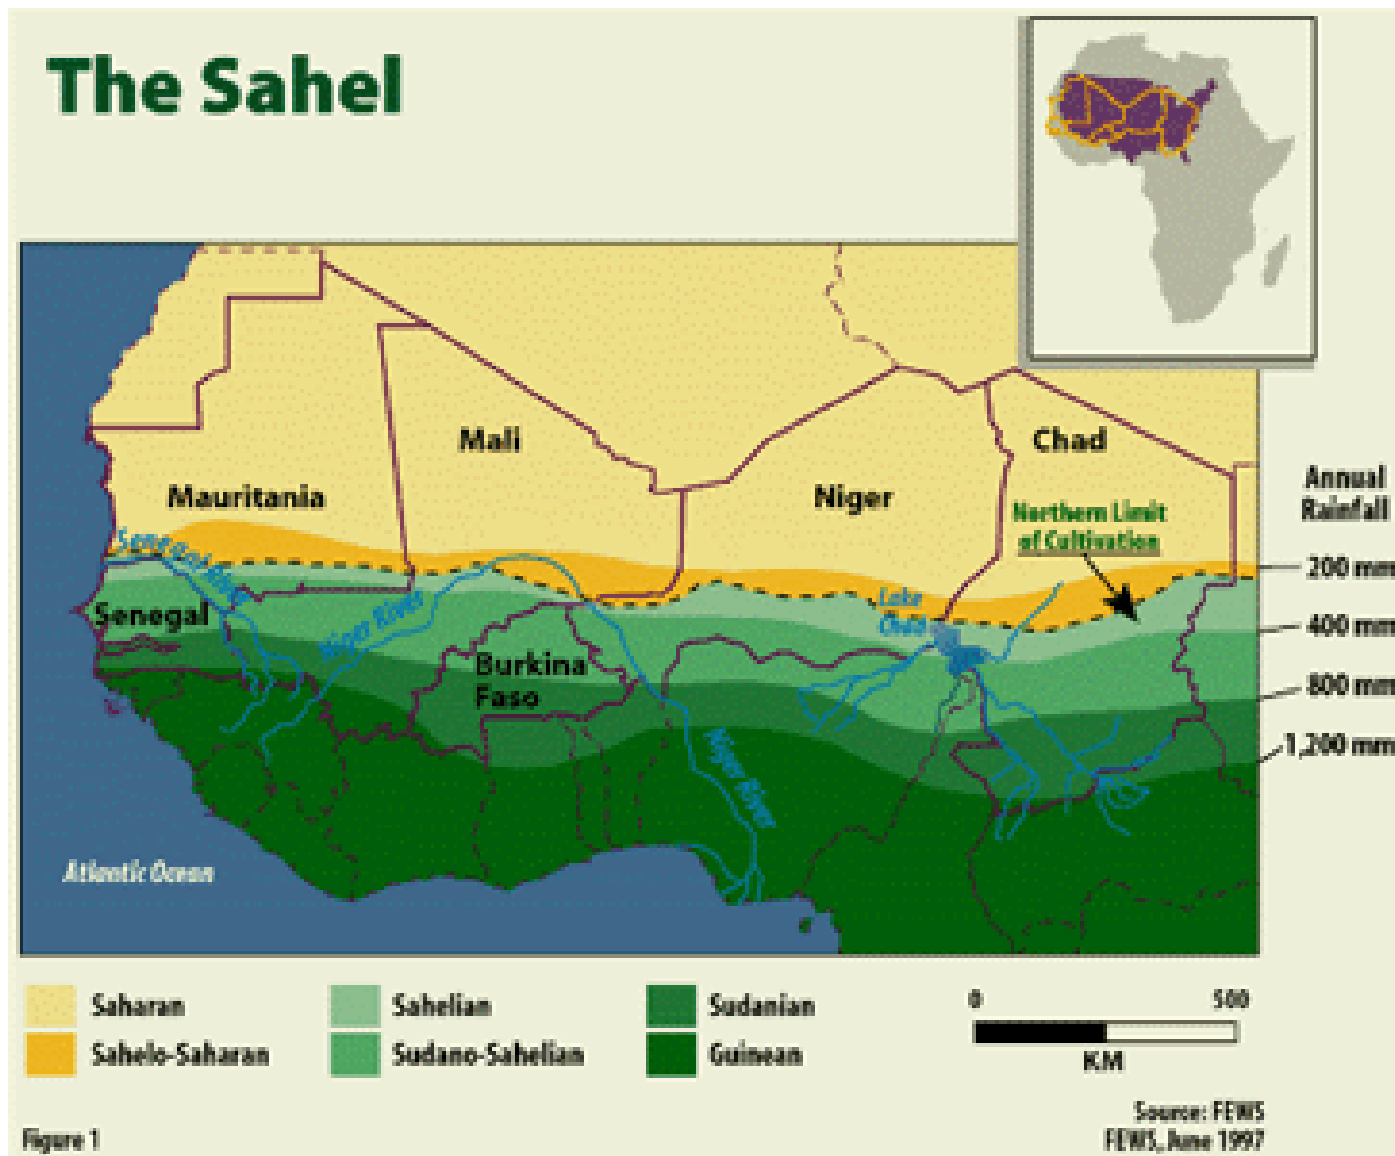 The Sahel
Mali
Chad
Mauritania
Niger
Annual
Rainfall
Northern Limit
of Cultivation
Senegal River
200 mm
Lake
Chad
Senegal
Niger River
400 mm
Burkina
Faso
800 mm
Niger River
1,200 mm
Atlantic Ocean
Saharan
Sahelian
Sudanian
0
500
Sahelo-Saharan
Sudano-Sahelian
Guinean
KM
Source: FEWS
Figure 1
FEWS, June 1997